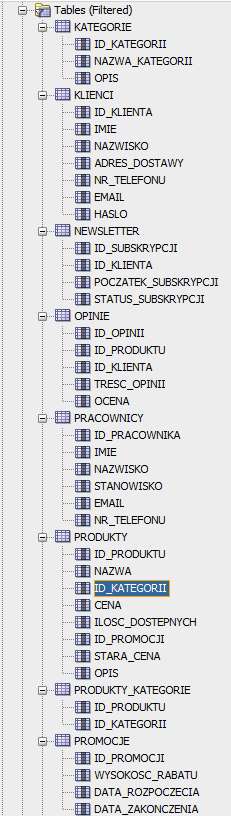 Tables (Filtered)
KATEGORIE
ID_KATEGORII
NAZWA_KATEGORII
OPIS
KLIENCI
ID_KLIENTA
IMIE
NAZWISKO
ADRES_DOSTAWY
NR_TELEFONU
EMAIL
HASLO
NEWSLETTER
ID_SUBSKRYPCJI
ID_KLIENTA
POCZATEK_SUBSKRYPCJI
STATUS_SUBSKRYPCJI
OPINIE
ID_OPINII
ID_PRODUKTU
ID_KLIENTA
TRESC_OPINII
OCENA
PRACOWNICY
ID_PRACOWNIKA
IMIE
NAZWISKO
STANOWISKO
EMAIL
NR_TELEFONU
PRODUKTY
ID_PRODUKTU
NAZWA
ID_KATEGORII
CENA
ILOSC_DOSTEPNYCH
ID_PROMOCJI
STARA_CENA
OPIS
PRODUKTY_KATEGORIE
ID_PRODUKTU
ID_KATEGORII
PROMOCJE
ID_PROMOCJI
WYSOKOSC_RABATU
DATA_ROZPOCZECIA
DATA_ZAKONCZENIA